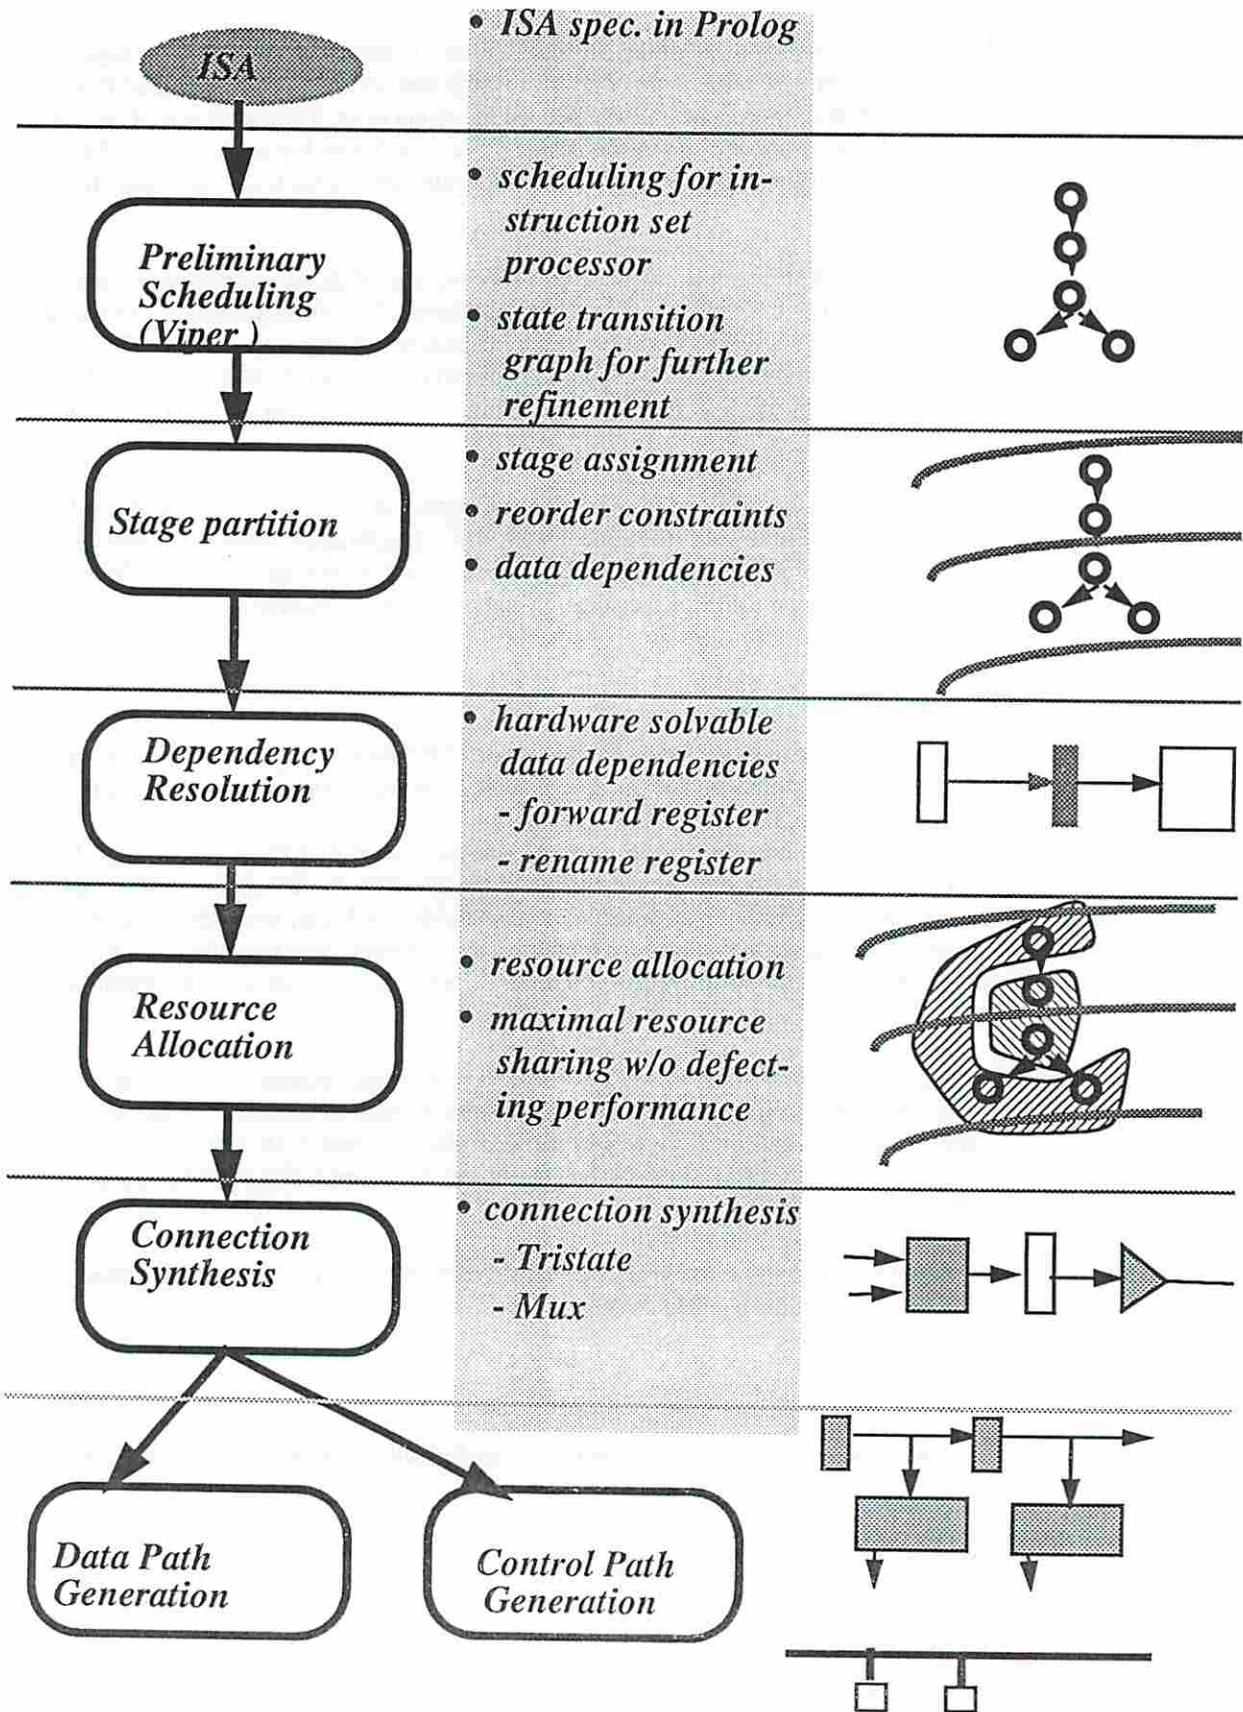 ISA
• ISA spec. in Prolog
Preliminary
Scheduling
(Viper )
• scheduling for in-
struction set
processor
• state transition
graph for further
refinement
Stage partition
• stage assignment
• reorder constraints
• data dependencies
Dependency
Resolution
• hardware solvable
data dependencies
- forward register
- rename register
Resource
Allocation
• resource allocation
• maximal resource
sharing w/o defect-
ing performance
Connection
Synthesis
• connection synthesis
- Tristate
- Mux
Data Path
Generation
Control Path
Generation